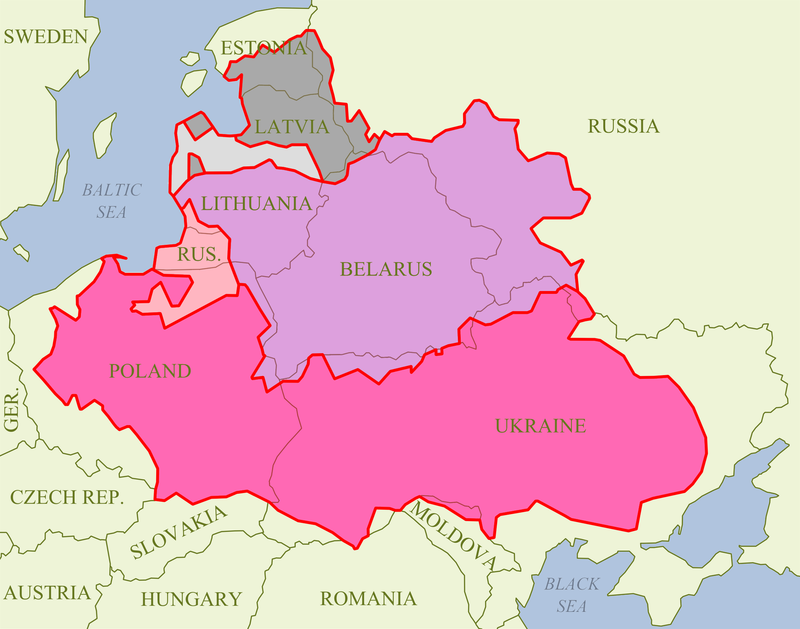 SWEDEN
ESTONIA
LATVIA
RUSSIA
BALTIC
SEA
LITHUANIA
RUS.
BELARUS
POLAND
GER.
UKRAINE
CZECH REP.
SLOVAKIA
MOLDOVA
AUSTRIA
HUNGARY
ROMANIA
BLACK
SEA